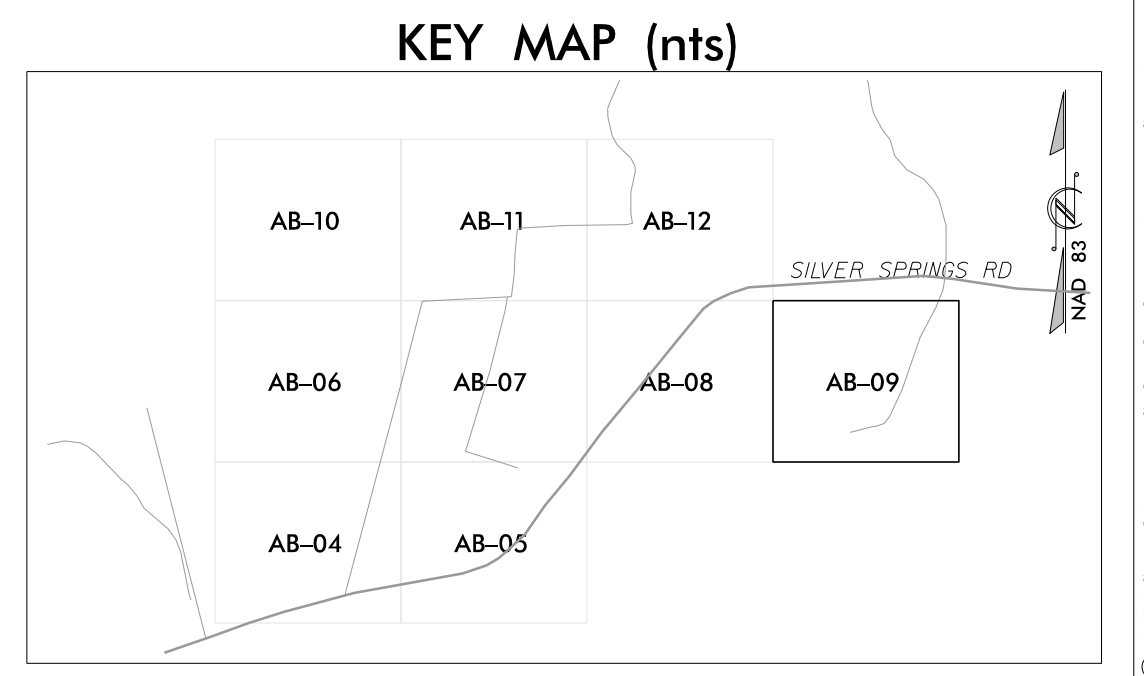 KEY MAP (nts)
AB–10
AB–11
AB–12
SILVER SPRINGS RD
NAD 83
AB–06
AB–07
AB–08
AB–09
AB–04
AB–05